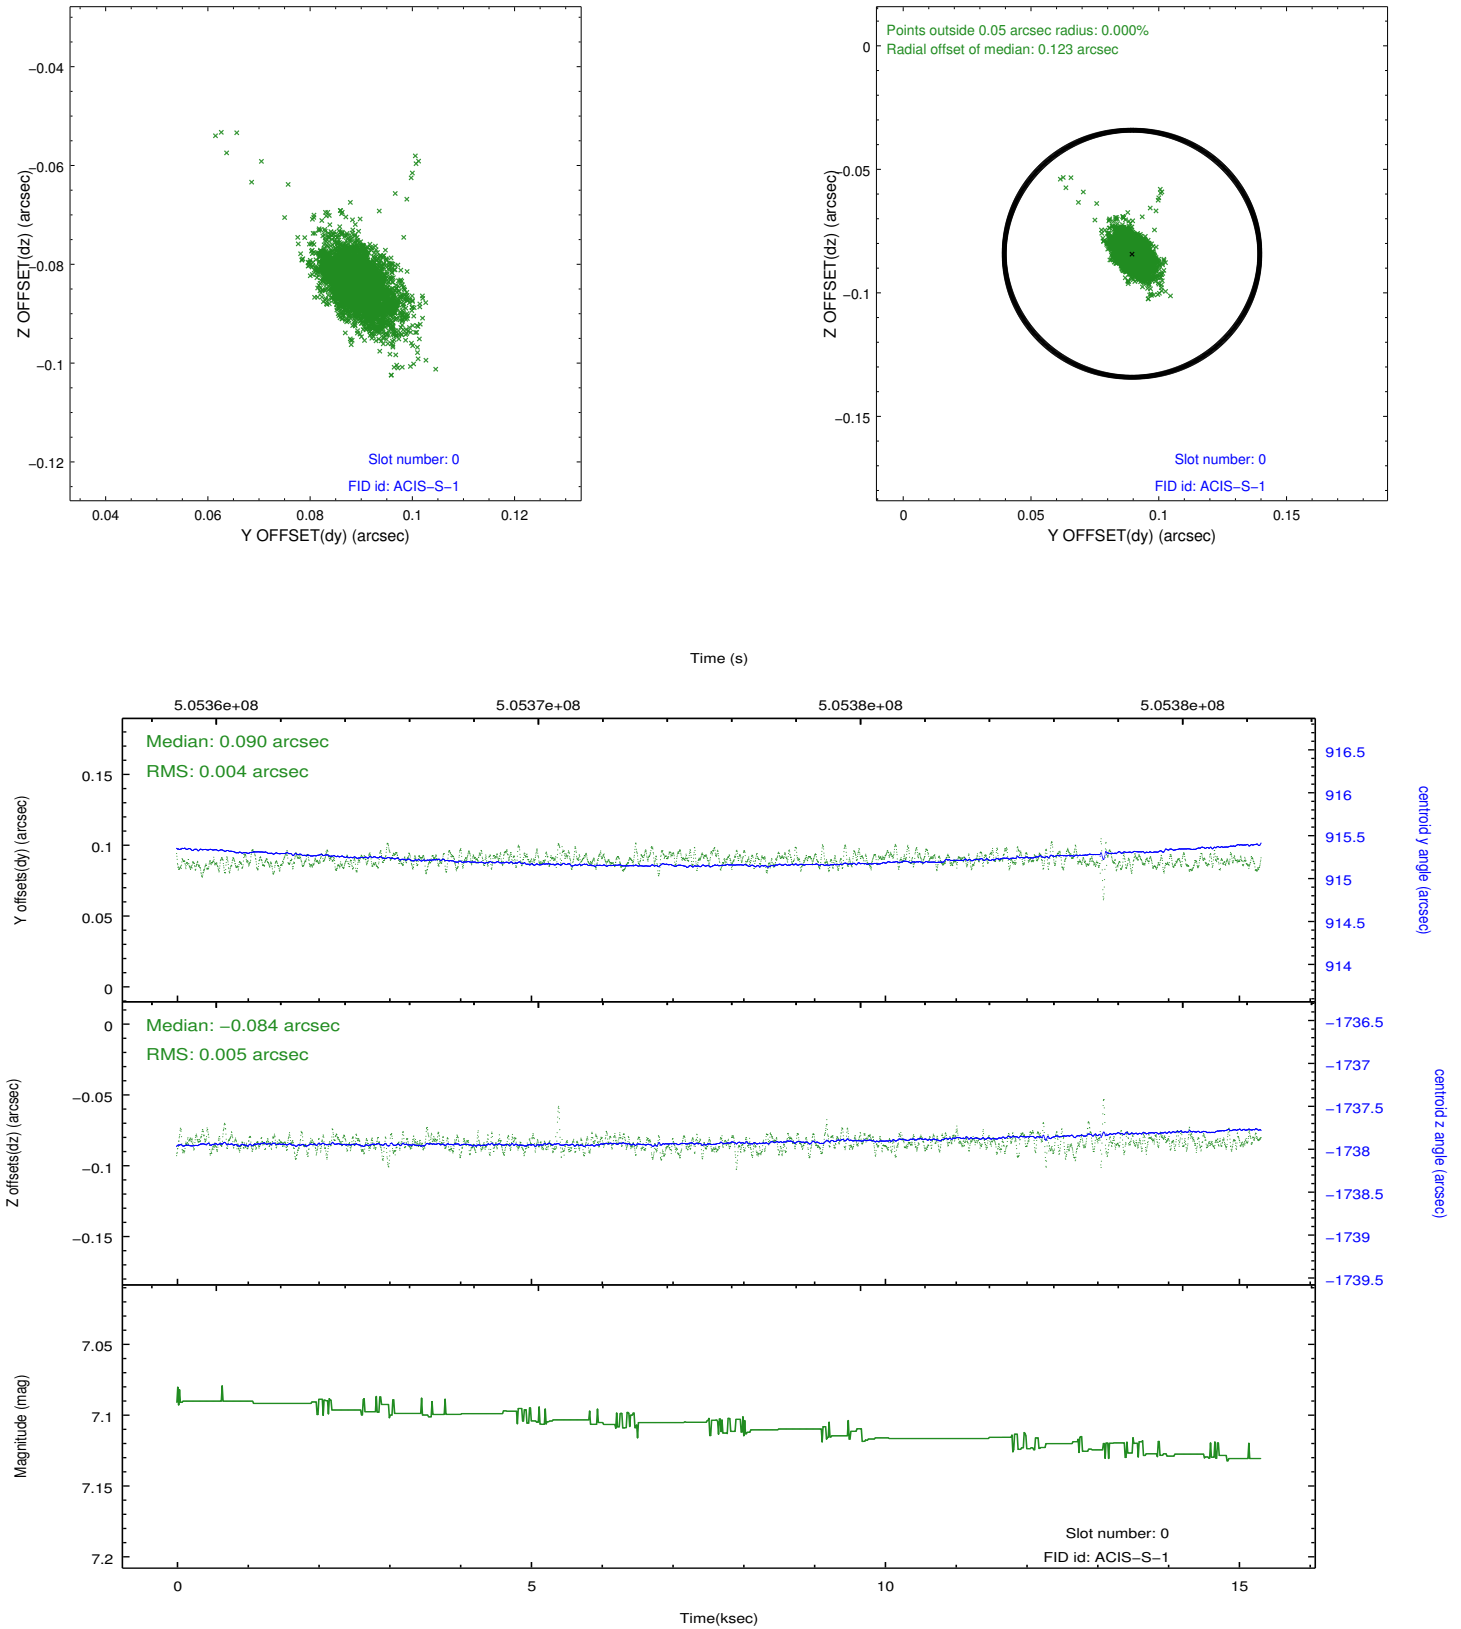 −0.04
−0.06
−0.08
−0.1
−0.12
Z OFFSET(dz) (arcsec)
Slot number: 0
FID id: ACIS−S−1
0.04 0.06 0.08 0.1 0.12
Y OFFSET(dy) (arcsec)
Points outside 0.05 arcsec radius: 0.000%
Radial offset of median: 0.123 arcsec
0
−0.05
−0.1
−0.15
Z OFFSET(dz) (arcsec)
Slot number: 0
FID id: ACIS−S−1
0 0.05 0.1 0.15
Y OFFSET(dy) (arcsec)
Time (s)
5.0536e+08 5.0537e+08 5.0538e+08 5.0538e+08
Median: 0.090 arcsec
RMS: 0.004 arcsec
0.15
0.1
0.05
0
Y offsets(dy) (arcsec)
916.5
916
915.5
915
914.5
914
centroid y angle (arcsec)
Median: −0.084 arcsec
RMS: 0.005 arcsec
0
−0.05
−0.1
−0.15
Z offsets(dz) (arcsec)
−1736.5
−1737
−1737.5
−1738
−1738.5
−1739
−1739.5
centroid z angle (arcsec)
7.05
7.1
7.15
7.2
Magnitude (mag)
Slot number: 0
FID id: ACIS−S−1
0 5 10 15
Time(ksec)